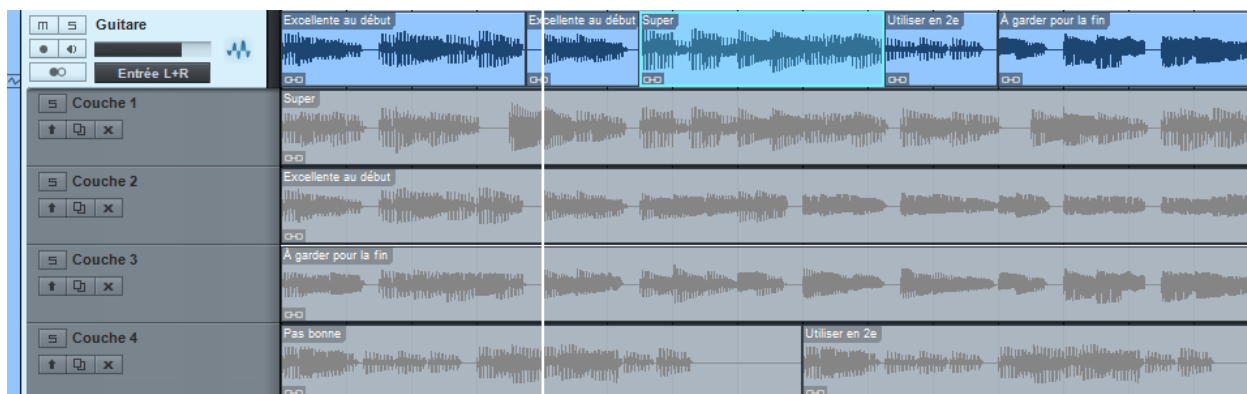 M S Guitare
Entrée L+R
Excellente au début
Excellente au début
Super
Utiliser en 2e
À garder pour la fin
S Couche 1
Super
S Couche 2
Excellente au début
S Couche 3
À garder pour la fin
S Couche 4
Pas bonne
Utiliser en 2e